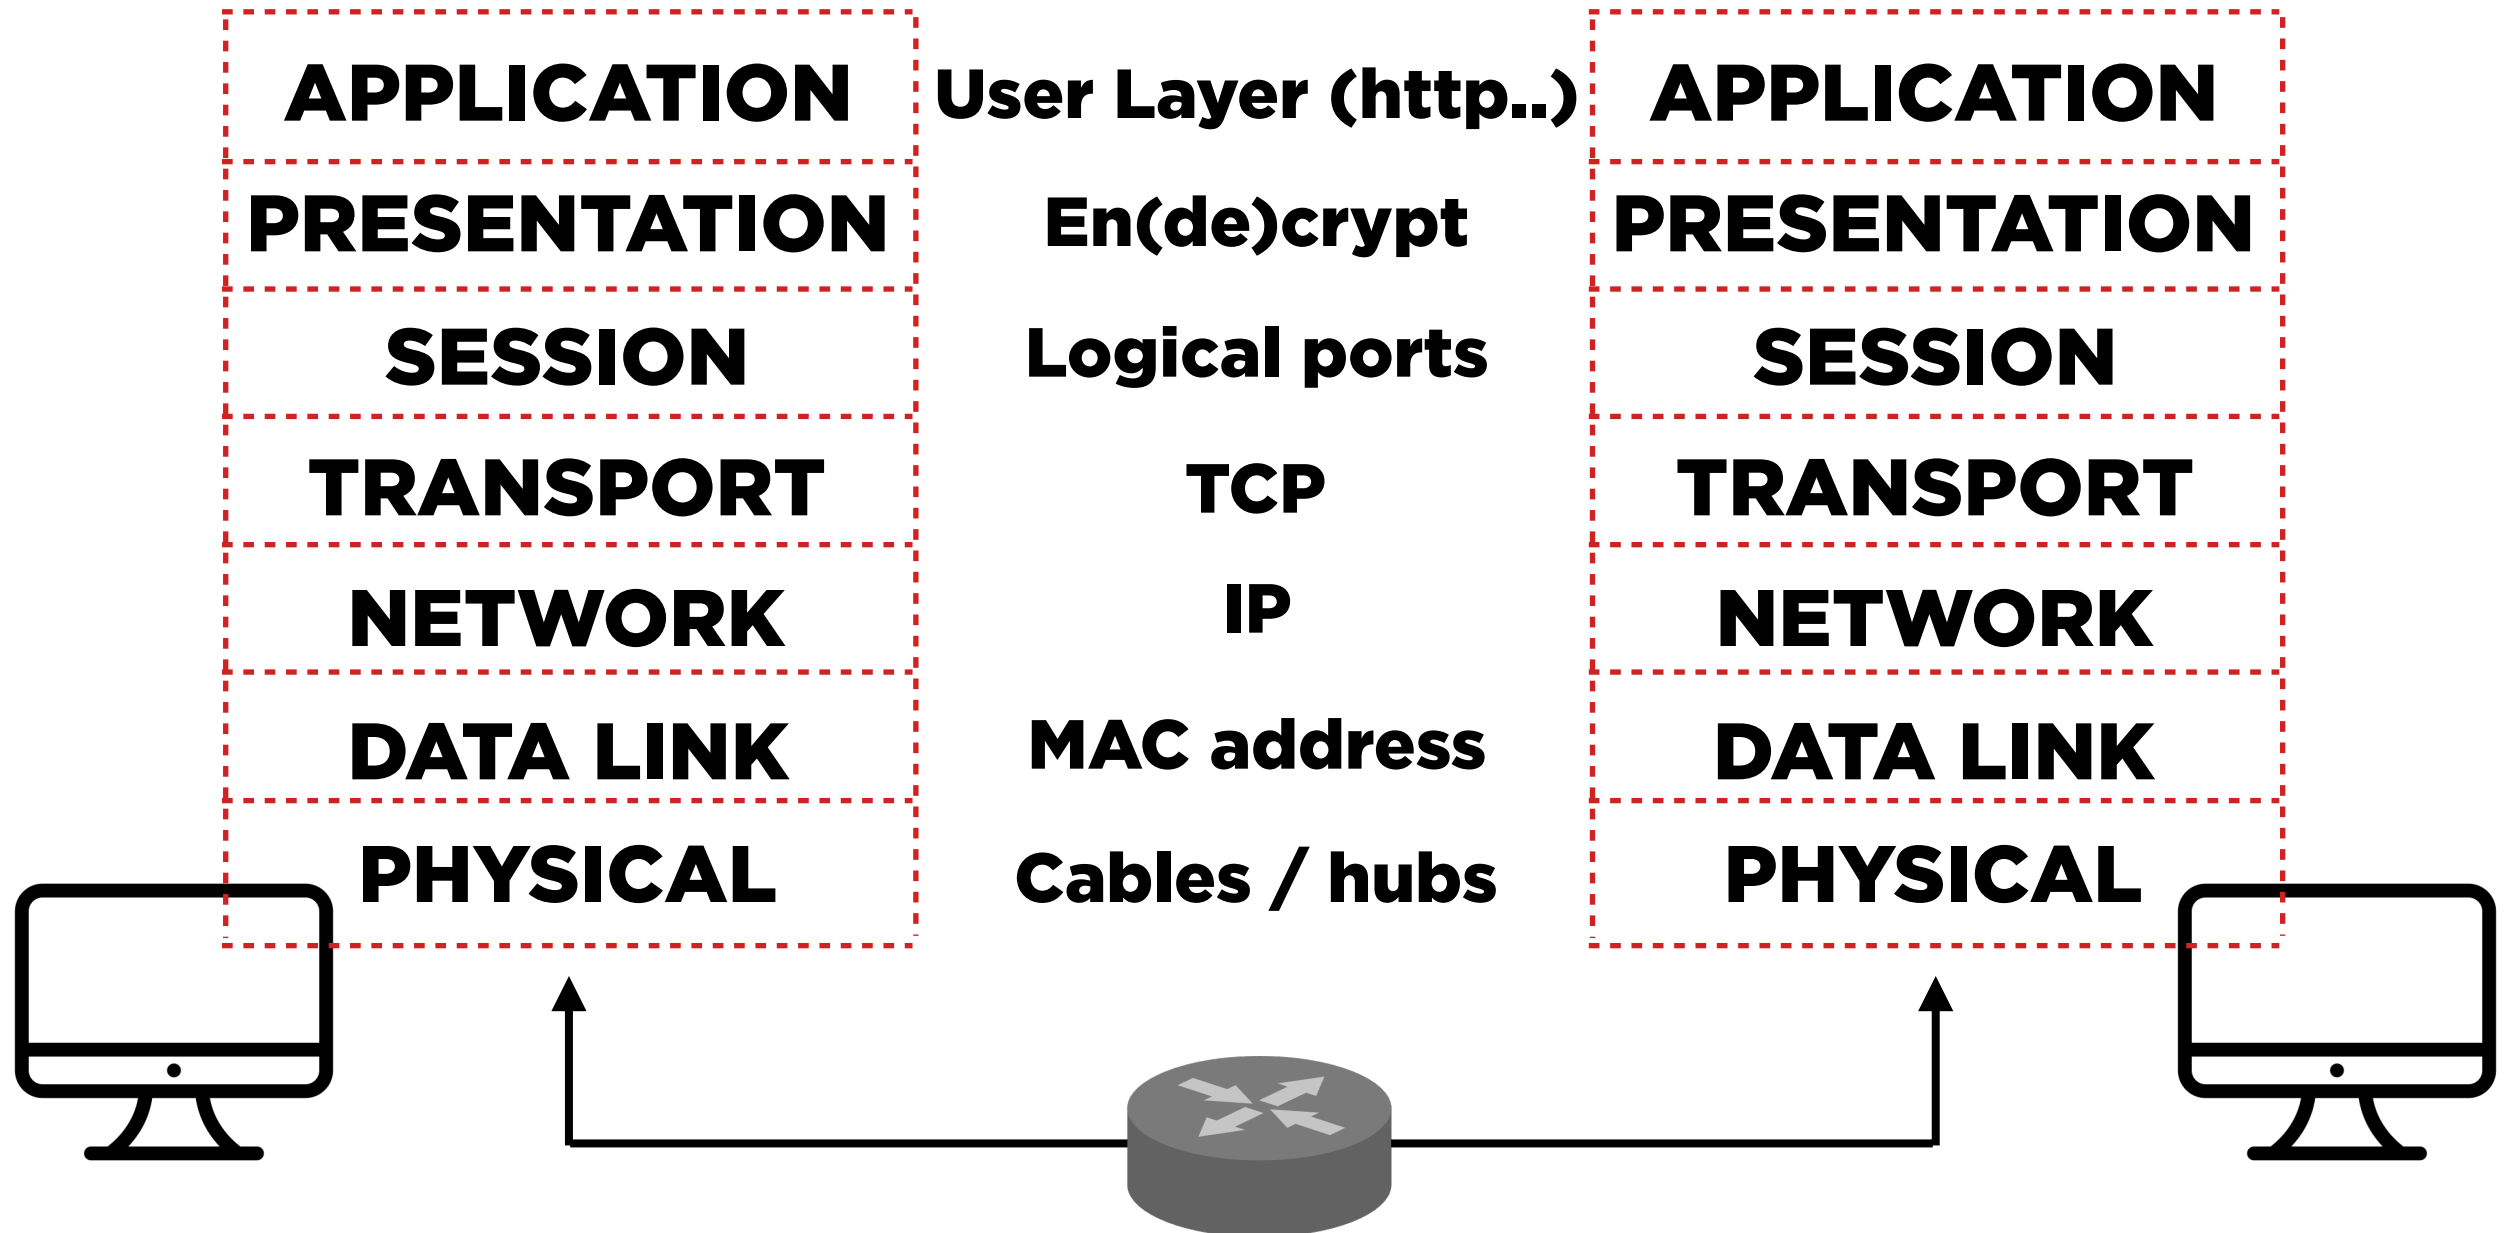 APPLICATION User Layer (http..) APPLICATION
PRESENTATION En(de)crypt PRESENTATION
SESSION Logical ports SESSION
TRANSPORT TCP TRANSPORT
NETWORK IP NETWORK
DATA LINK MAC address DATA LINK
PHYSICAL Cables / hubs PHYSICAL